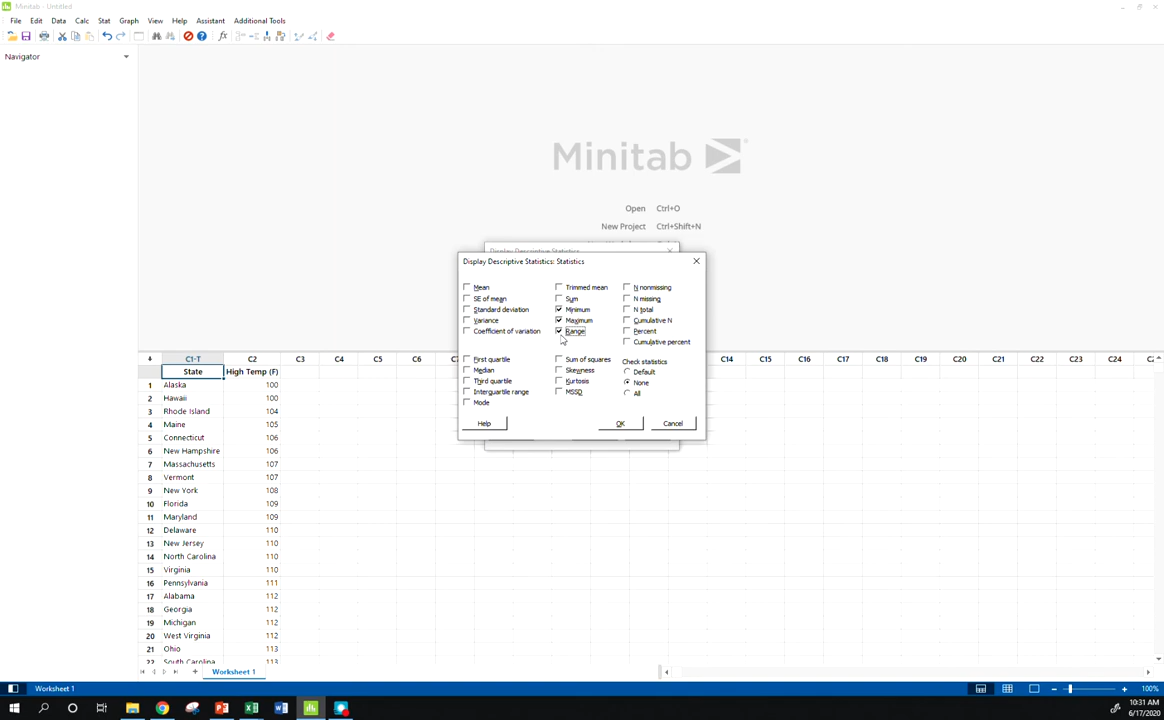 Minitab - Untitled
File Edit Data Calc Stat Graph View Help Assistant Additional Tools
Navigator
Minitab
Open Ctrl+O
New Project Ctrl+Shift+N
Display Descriptive Statistics
Display Descriptive Statistics: Statistics
Mean Trimmed mean N nonmissing
SE of mean Sum N missing
Standard deviation Minimum N total
Variance Maximum Cumulative N
Coefficient of variation Range Percent
Cumulative percent
First quartile Sum of squares Check statistics
Median Skewness Default
Third quartile Kurtosis None
Interquartile range MSSD All
Mode
Help OK Cancel
C1-T C2 C3 C4 C5 C6 C7 C14 C15 C16 C17 C18 C19 C20 C21 C22 C23 C24
State High Temp (F)
1 Alaska 100
2 Hawaii 100
3 Rhode Island 104
4 Maine 105
5 Connecticut 106
6 New Hampshire 106
7 Massachusetts 107
8 Vermont 107
9 New York 108
10 Florida 109
11 Maryland 109
12 Delaware 110
13 New Jersey 110
14 North Carolina 110
15 Virginia 110
16 Pennsylvania 111
17 Alabama 112
18 Georgia 112
19 Michigan 112
20 West Virginia 112
21 Ohio 113
22 South Carolina 113
Worksheet 1
Worksheet 1 100%
10:31 AM
6/17/2020